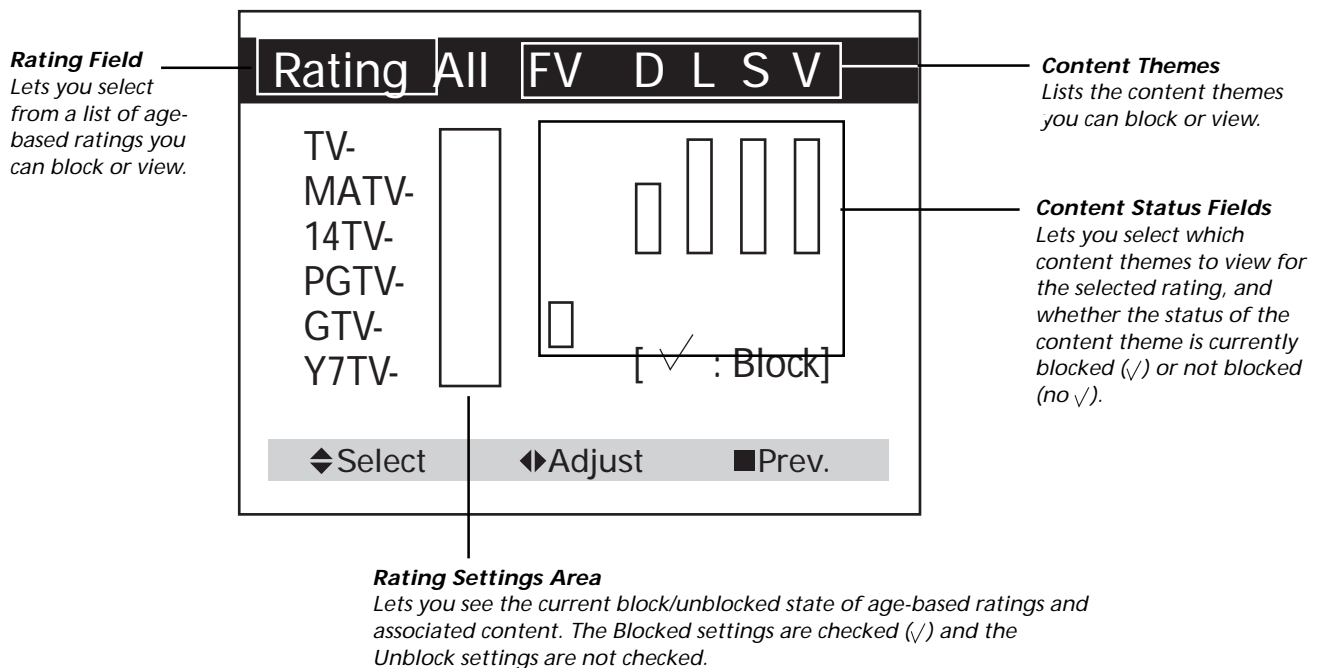 Rating Field
Lets you select
from a list of age-
based ratings you
can block or view.
Rating All FV D L S V
Content Themes
Lists the content themes
you can block or view.
TV-
MATV-
14TV-
PGTV-
GTV-
Y7TV-
[ √ : Block]
Content Status Fields
Lets you select which
content themes to view for
the selected rating, and
whether the status of the
content theme is currently
blocked (√) or not blocked
(no √).
Select Adjust Prev.
Rating Settings Area
Lets you see the current block/unblocked state of age-based ratings and
associated content. The Blocked settings are checked (√) and the
Unblock settings are not checked.